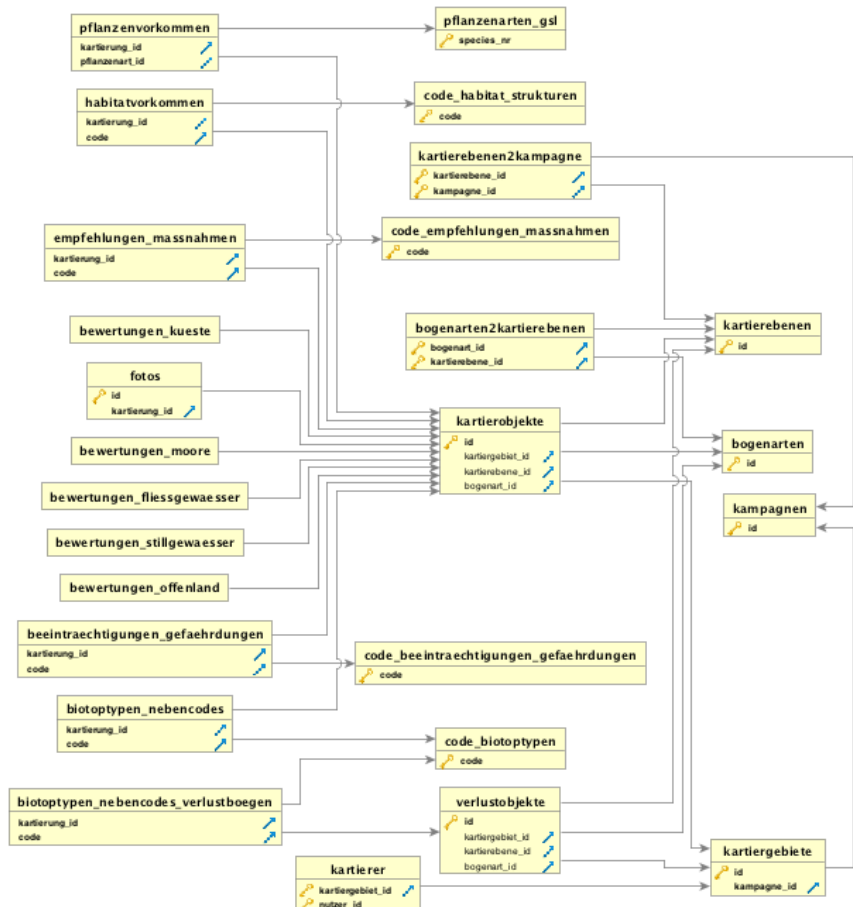 pflanzenvorkommen
kartierung_id
pflanzenart_id
pflanzenarten_gsl
species_nr
habitatvorkommen
kartierung_id
code
code_habitat_strukturen
code
kartierebenen2kampagne
kartierebene_id
kampagne_id
empfehlungen_massnahmen
kartierung_id
code
code_empfehlungen_massnahmen
code
bewertungen_kueste
bogenarten2kartierebenen
bogenart_id
kartierebene_id
kartierebenen
id
fotos
id
kartierung_id
kartierobjekte
id
kartiergebiet_id
kartierebene_id
bogenart_id
bewertungen_moore
bogenarten
id
bewertungen_fliessgewaesser
kampagnen
id
bewertungen_stillgewaesser
bewertungen_offenland
beeintraechtigungen_gefaehrdungen
kartierung_id
code
code_beeintraechtigungen_gefaehrdungen
code
biotoptypen_nebencodes
kartierung_id
code
code_biotoptypen
code
biotoptypen_nebencodes_verlustboegen
kartierung_id
code
verlustobjekte
id
kartiergebiet_id
kartierebene_id
bogenart_id
kartiergebiete
id
kampagne_id
kartierer
kartiergebiet_id
nutzer_id